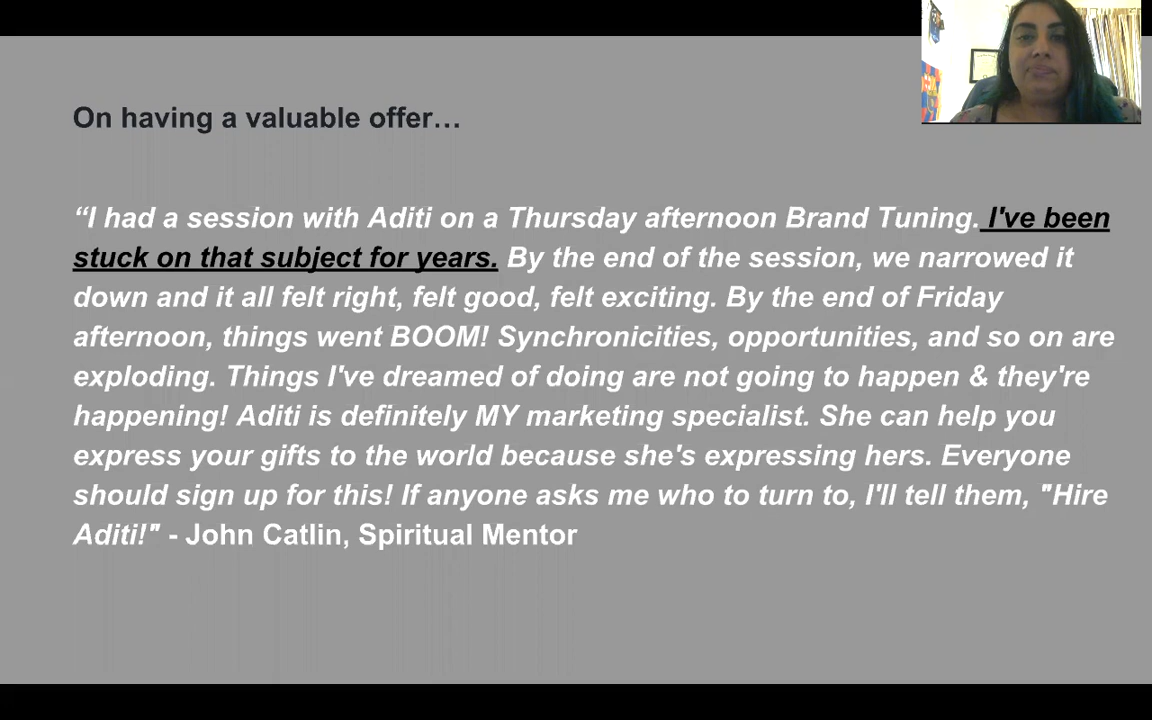 On having a valuable offer…
“I had a session with Aditi on a Thursday afternoon Brand Tuning. I've been
stuck on that subject for years. By the end of the session, we narrowed it
down and it all felt right, felt good, felt exciting. By the end of Friday
afternoon, things went BOOM! Synchronicities, opportunities, and so on are
exploding. Things I've dreamed of doing are not going to happen & they're
happening! Aditi is definitely MY marketing specialist. She can help you
express your gifts to the world because she's expressing hers. Everyone
should sign up for this! If anyone asks me who to turn to, I'll tell them, "Hire
Aditi!" - John Catlin, Spiritual Mentor